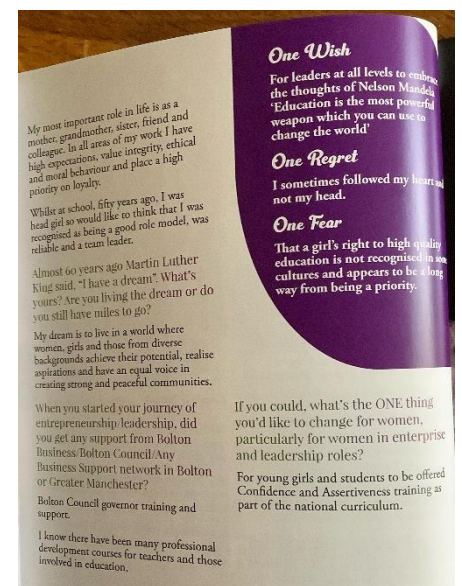 My most important role in life is as a
mother, grandmother, sister, friend and
colleague. In all areas of my work I have
high expectations, value integrity, ethical
and moral behaviour and place a high
priority on loyalty.
Whilst at school, fifty years ago, I was
head girl so would like to think that I was
recognised as being a good role model, was
reliable and a team leader.
Almost 60 years ago Martin Luther
King said, "I have a dream". What's
yours? Are you living the dream or do
you still have miles to go?
My dream is to live in a world where
women, girls and those from diverse
backgrounds achieve their potential, realise
aspirations and have an equal voice in
creating strong and peaceful communities.
When you started your journey of
entrepreneurship/leadership, did
you get any support from Bolton
Business/Bolton Council/Any
Business Support network in Bolton
or Greater Manchester?
Bolton Council governor training and
support.
I know there have been many professional
development courses for teachers and those
involved in education.
One Wish
For leaders at all levels to embrace
the thoughts of Nelson Mandela
'Education is the most powerful
weapon which you can use to
change the world'
One Regret
I sometimes followed my heart and
not my head.
One Fear
That a girl's right to high quality
education is not recognised in some
cultures and appears to be a long
way from being a priority.
If you could, what's the ONE thing
you'd like to change for women,
particularly for women in enterprise
and leadership roles?
For young girls and students to be offered
Confidence and Assertiveness training as
part of the national curriculum.